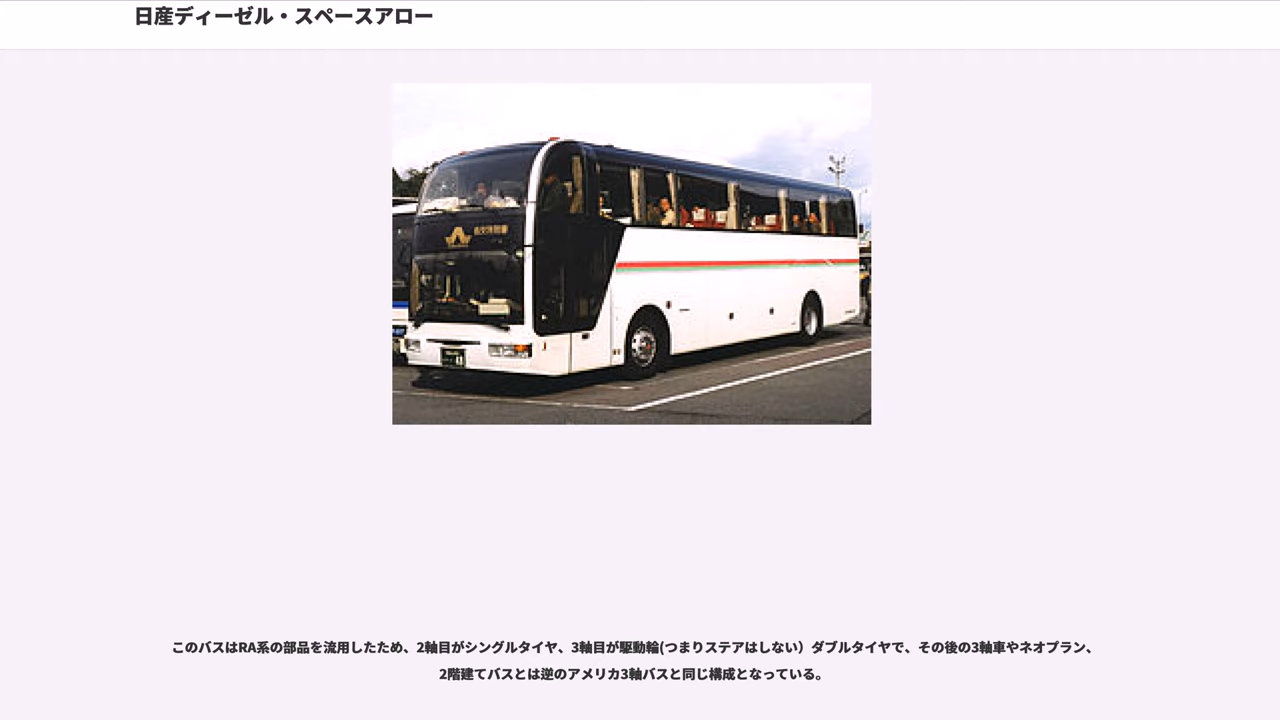 日産ディーゼル・スペースアロー
このバスはRA系の部品を流用したため、2軸目がシングルタイヤ、3軸目が駆動輪(つまりステアはしない）ダブルタイヤで、その後の3軸車やネオプラン、
2階建てバスとは逆のアメリカ3軸バスと同じ構成となっている。